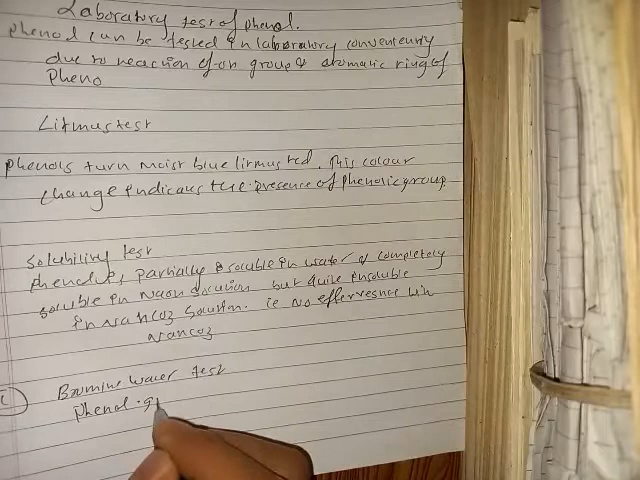 Laboratory test of phenol.
phenol can be tested in laboratory conveniently
due to reaction of -OH group & aromatic ring of
pheno
Litmus test
phenols turn moist blue litmus red. This colour
change indicates the presence of phenolic group.
Solubility test
phenol is partially soluble in water & completely
soluble in NaOH solution but quite insoluble
in NaHCO3 solution. ie No effervesnce with
NaHCO3
Bromine water test
phenol